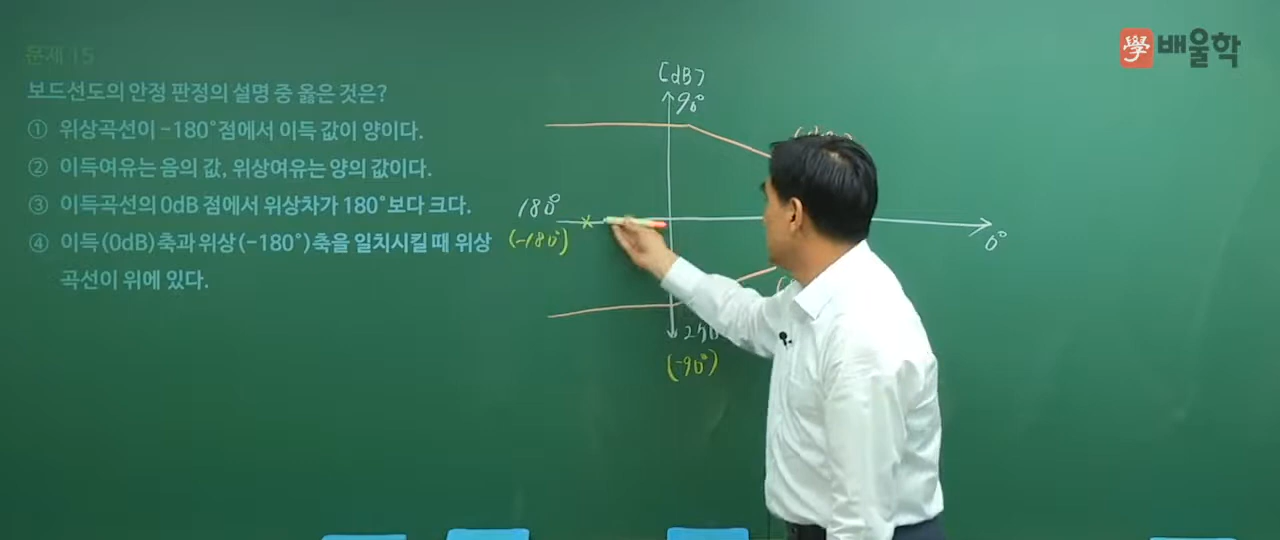 學 배울학
문제 15
보드선도의 안정 판정의 설명 중 옳은 것은?
① 위상곡선이 -180°점에서 이득 값이 양이다.
② 이득여유는 음의 값, 위상여유는 양의 값이다.
③ 이득곡선의 0dB 점에서 위상차가 180°보다 크다.
④ 이득(0dB)축과 위상(-180°)축을 일치시킬 때 위상
곡선이 위에 있다.
[dB]
90°
180°
(-180°)
0°
(-90°)